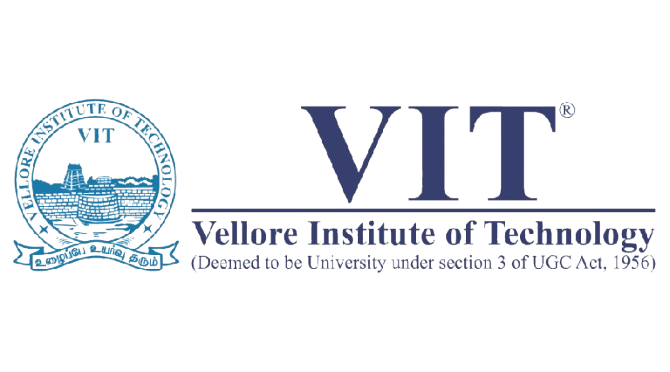 VELLORE INSTITUTE OF TECHNOLOGY
VIT
உழைப்பே உயர்வு தரும்
VIT®
Vellore Institute of Technology
(Deemed to be University under section 3 of UGC Act, 1956)